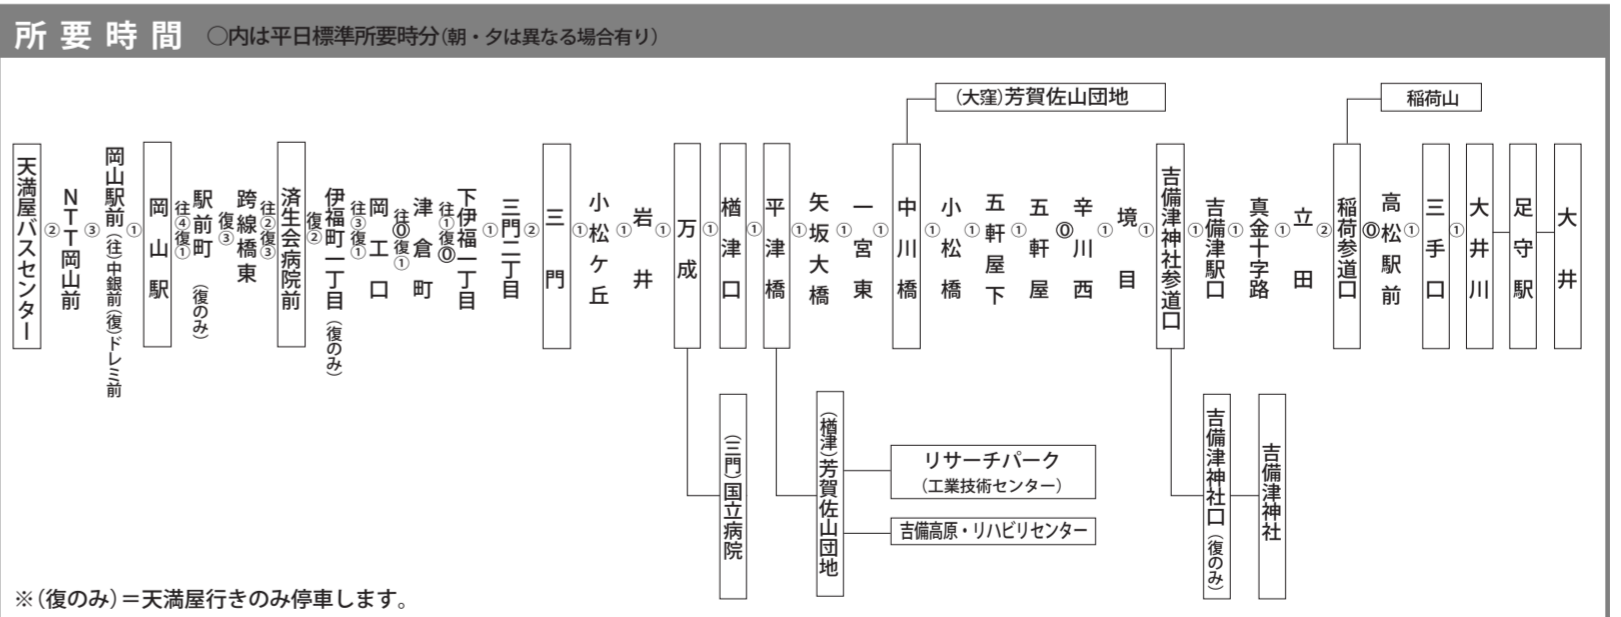 所要時間 ○内は平日標準所要時分(朝・夕は異なる場合有り)
(大窪)芳賀佐山団地
稲荷山
天満屋バスセンター
②
NTT岡山前
③
岡山駅前(往)中銀前(復)ドレミ前
①
岡山駅
往④復①
駅前町(復のみ)
復③
跨線橋東
往②復③
済生会病院前
復②
伊福町一丁目(復のみ)
往③復①
岡工口
往⓪復①
津倉町
往①復⓪
下伊福一丁目
①
三門二丁目
②
三門
①
小松ケ丘
①
岩井
①
万成
①
楢津口
①
平津橋
①
矢坂大橋
①
一宮東
①
中川橋
①
小松橋
①
五軒屋下
①
五軒屋
①
辛川西
⓪
境目
①
吉備津神社参道口
①
吉備津駅口
①
真金十字路
①
立田
②
稲荷参道口
⓪
高松駅前
①
三手口
①
大井川
足守駅
大井
(三門)国立病院
(楢津)芳賀佐山団地
リサーチパーク
(工業技術センター)
吉備高原・リハビリセンター
吉備津神社口(復のみ)
吉備津神社
※(復のみ)=天満屋行きのみ停車します。